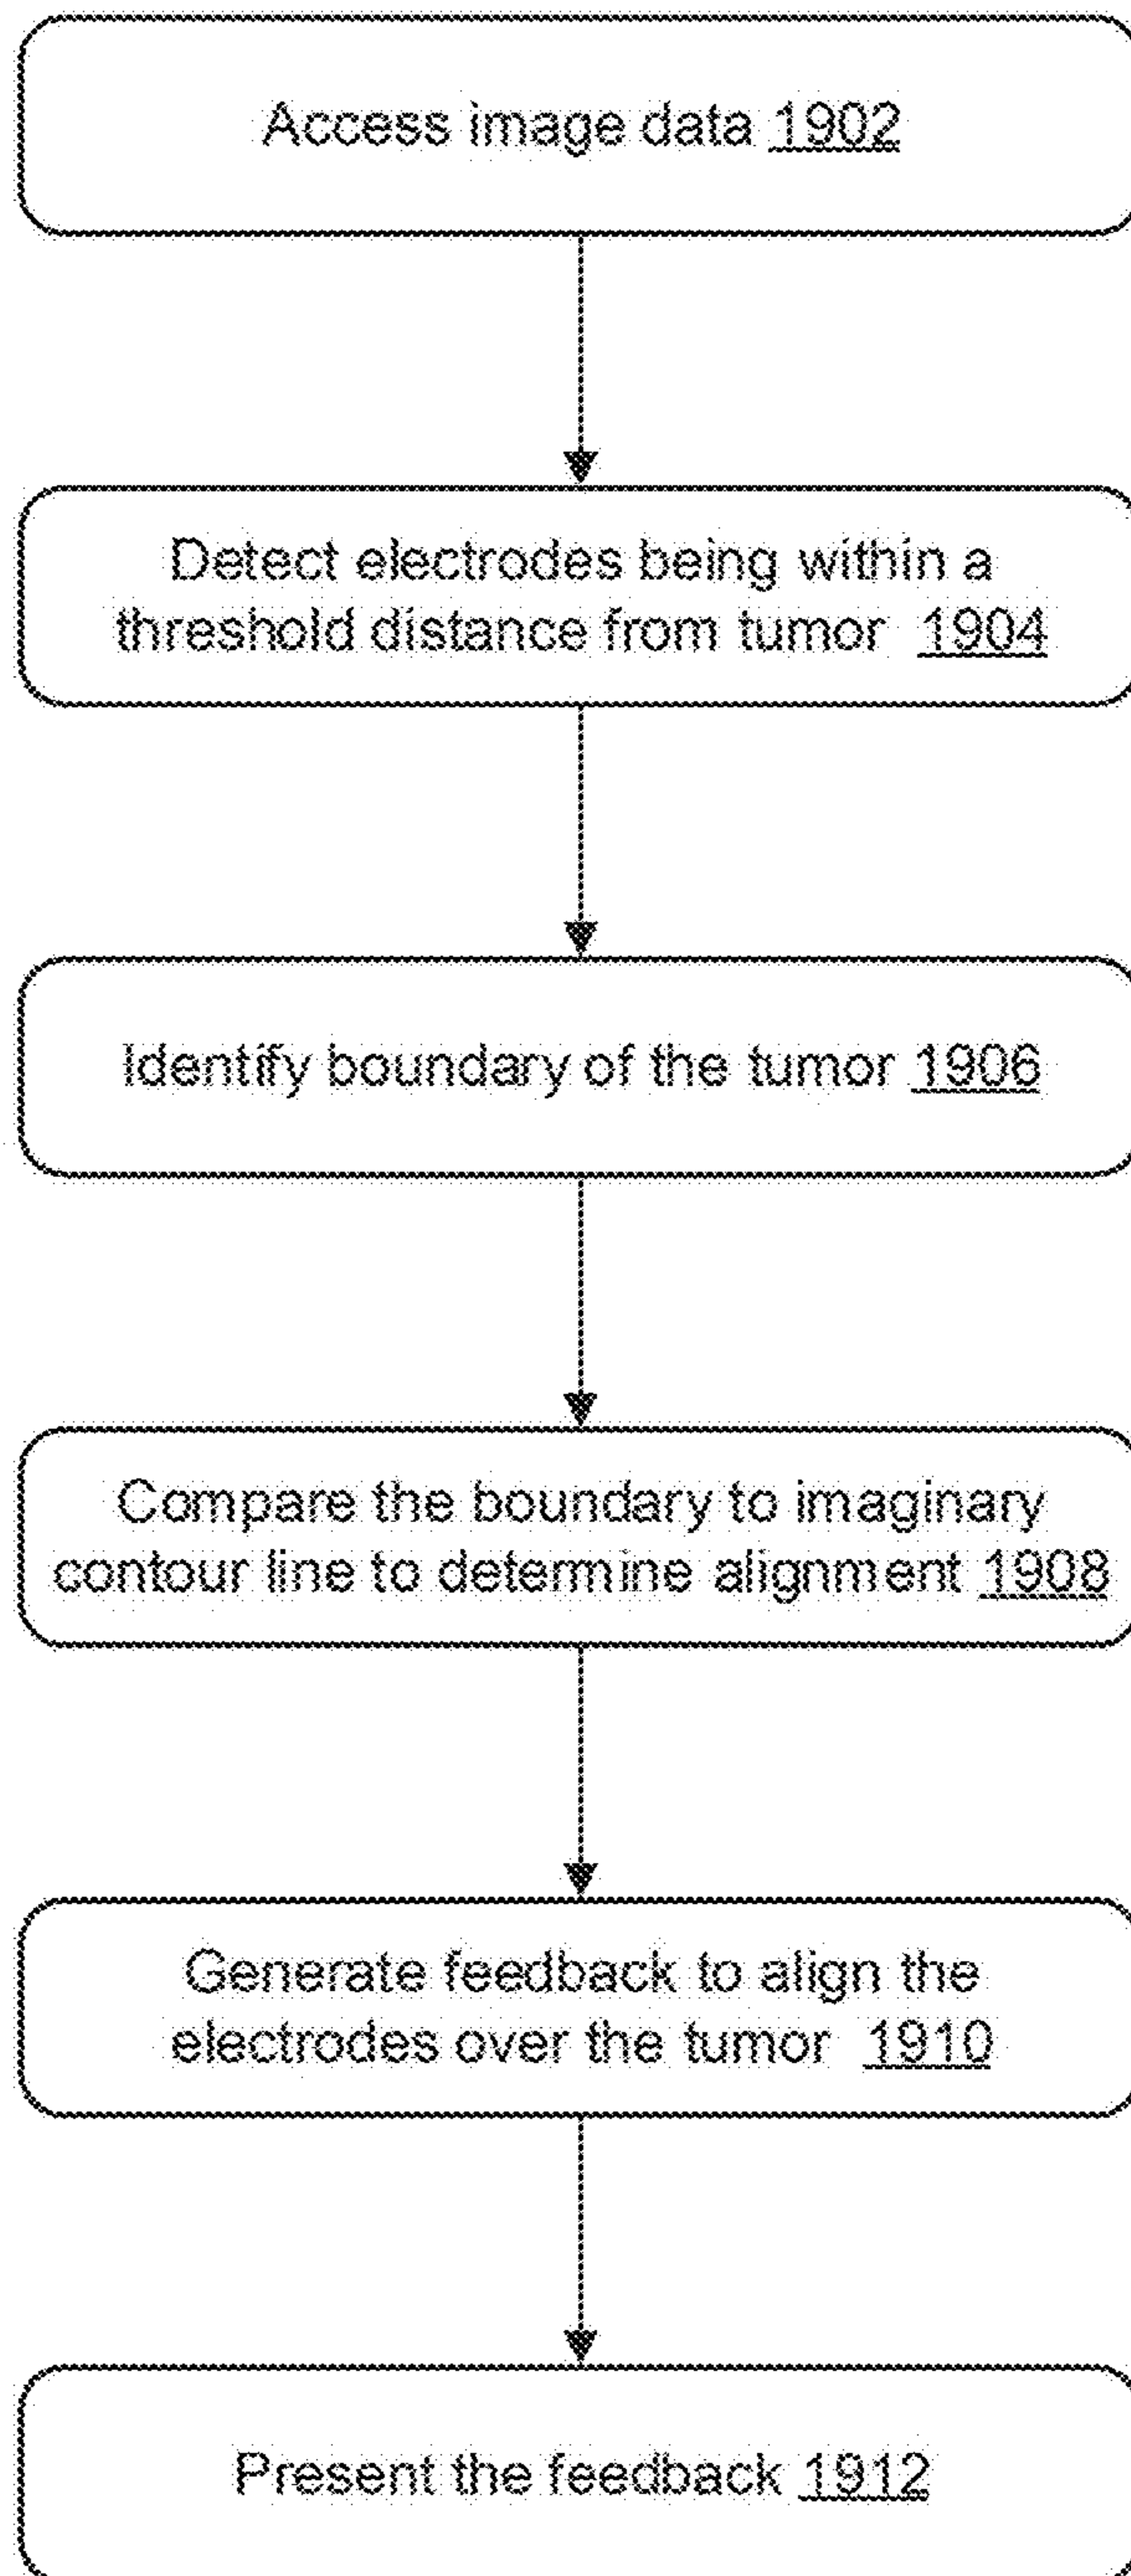 Access image data 1902
Detect electrodes being within a
threshold distance from tumor 1904
Identify boundary of the tumor 1906
Compare the boundary to imaginary
contour line to determine alignment 1908
Generate feedback to align the
electrodes over the tumor 1910
Present the feedback 1912